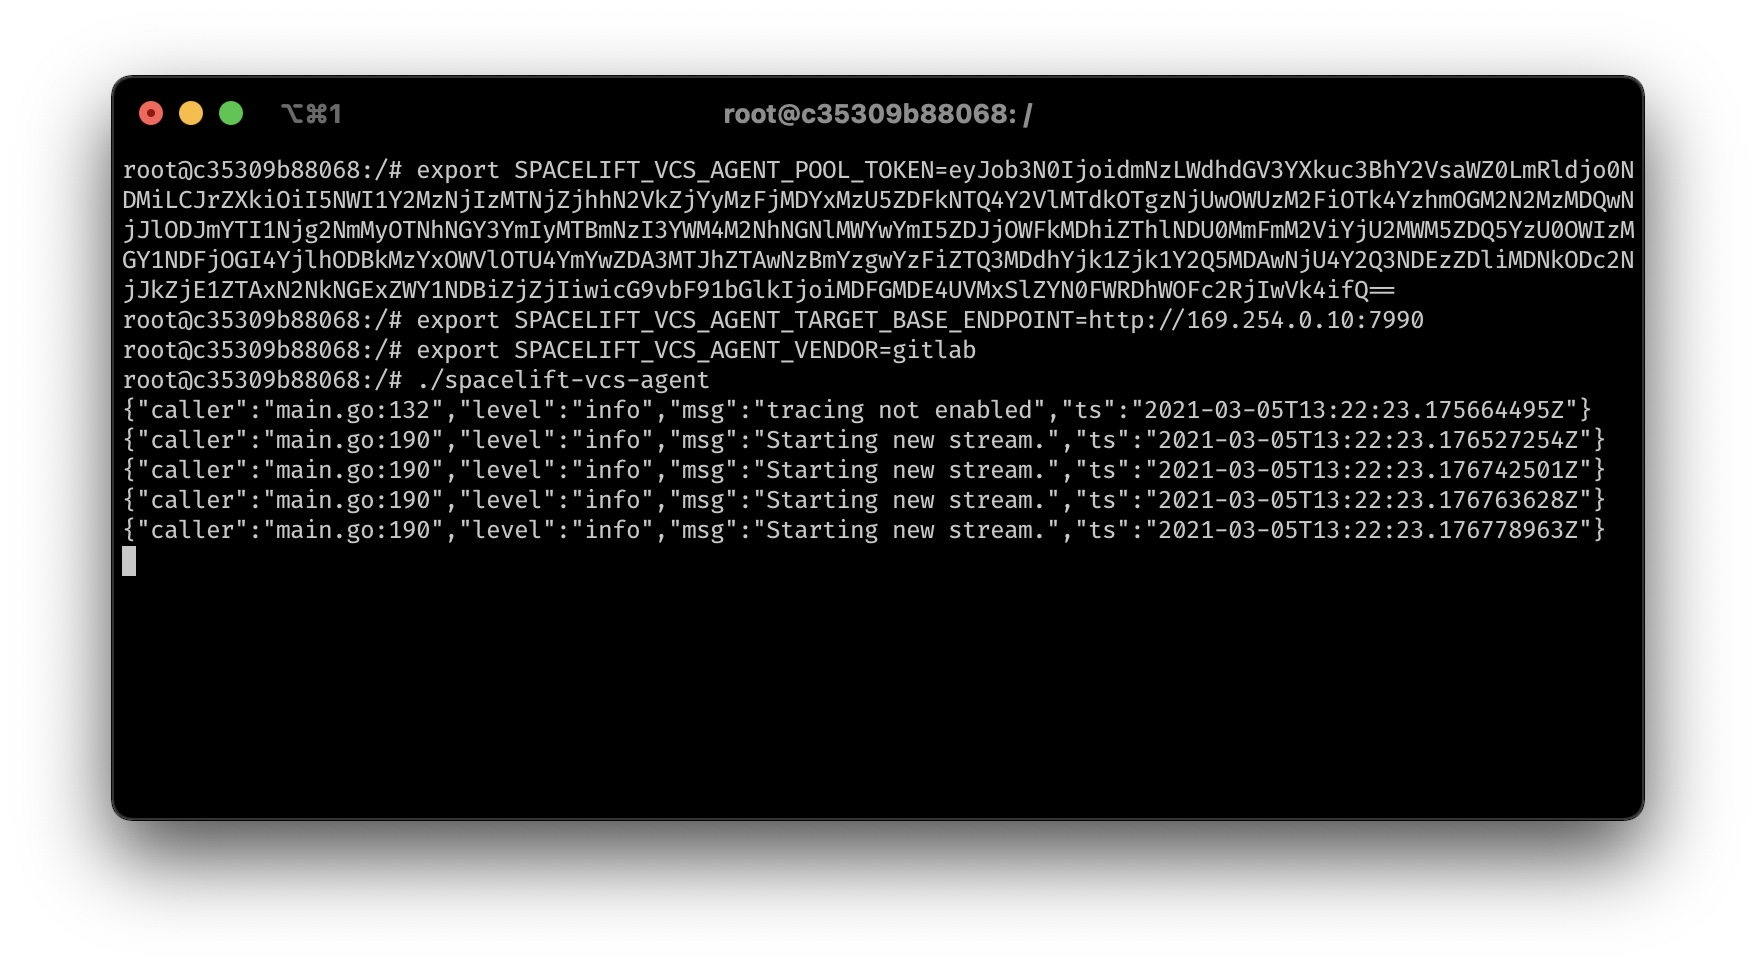 ⌥⌘1
root@c35309b88068: /
root@c35309b88068:/# export SPACELIFT_VCS_AGENT_POOL_TOKEN=eyJob3N0IjoidmNzLWdhdGV3YXkuc3BhY2VsaWZ0LmRldjo0N
DMiLCJrZXkiOiI5NWI1Y2MzNjIzMTNjZjhhN2VkZjYyMzFjMDYxMzU5ZDFkNTQ4Y2VlMTdkOTgzNjUwOWUzM2FiOTk4YzhmOGM2N2MzMDQwN
jJlODJmYTI1Njg2NmMyOTNhNGY3YmIyMTBmNzI3YWM4M2NhNGNlMWYwYmI5ZDJjOWFkMDhiZThlNDU0MmFmM2ViYjU2MWM5ZDQ5YzU0OWIzM
GY1NDFjOGI4YjlhODBkMzYxOWVlOTU4YmYwZDA3MTJhZTAwNzBmYzgwYzFiZTQ3MDdhYjk1Zjk1Y2Q5MDAwNjU4Y2Q3NDEzZDliMDNkODc2N
jJkZjE1ZTAxN2NkNGExZWY1NDBiZjZjIiwicG9vbF91bGlkIjoiMDFGMDE4UVMxSlZYN0FWRDhWOFc2RjIwVk4ifQ==
root@c35309b88068:/# export SPACELIFT_VCS_AGENT_TARGET_BASE_ENDPOINT=http://169.254.0.10:7990
root@c35309b88068:/# export SPACELIFT_VCS_AGENT_VENDOR=gitlab
root@c35309b88068:/# ./spacelift-vcs-agent
{"caller":"main.go:132","level":"info","msg":"tracing not enabled","ts":"2021-03-05T13:22:23.175664495Z"}
{"caller":"main.go:190","level":"info","msg":"Starting new stream.","ts":"2021-03-05T13:22:23.176527254Z"}
{"caller":"main.go:190","level":"info","msg":"Starting new stream.","ts":"2021-03-05T13:22:23.176742501Z"}
{"caller":"main.go:190","level":"info","msg":"Starting new stream.","ts":"2021-03-05T13:22:23.176763628Z"}
{"caller":"main.go:190","level":"info","msg":"Starting new stream.","ts":"2021-03-05T13:22:23.176778963Z"}